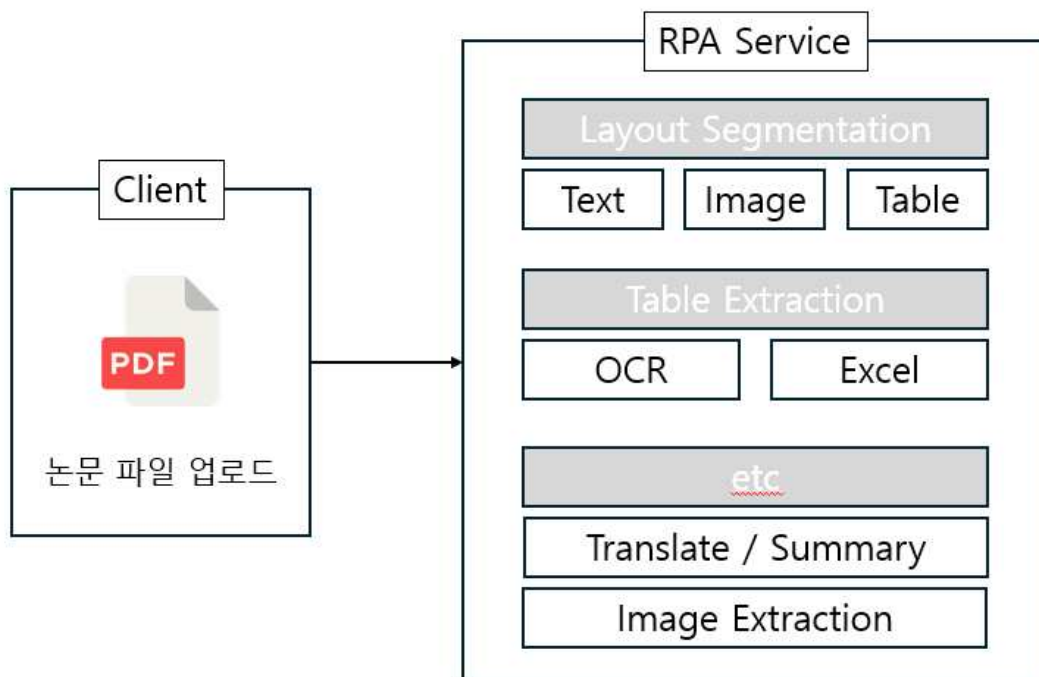 RPA Service
Layout Segmentation
Text Image Table
Table Extraction
OCR Excel
etc
Translate / Summary
Image Extraction
Client
PDF
논문 파일 업로드